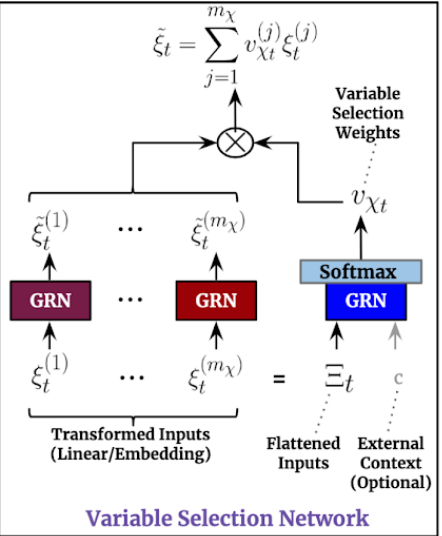 $\tilde{\xi}_t = \sum_{j=1}^{m_\chi} v_{\chi_t}^{(j)} \xi_t^{(j)}$
Variable
Selection
Weights
⊗
$v_{\chi_t}$
$\tilde{\xi}_t^{(1)}$ ... $\tilde{\xi}_t^{(m_\chi)}$
Softmax
GRN ... GRN GRN
$\xi_t^{(1)}$ ... $\xi_t^{(m_\chi)}$ = $\Xi_t$ c
Transformed Inputs
(Linear/Embedding)
Flattened
Inputs
External
Context
(Optional)
Variable Selection Network